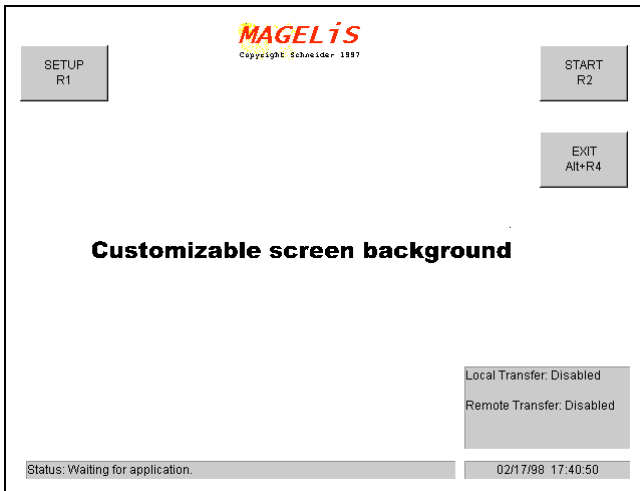 MAGELiS
Copyright Schneider 1997
SETUP
R1
START
R2
EXIT
Alt+R4
Customizable screen background
Local Transfer: Disabled
Remote Transfer: Disabled
Status: Waiting for application.
02/17/98 17:40:50